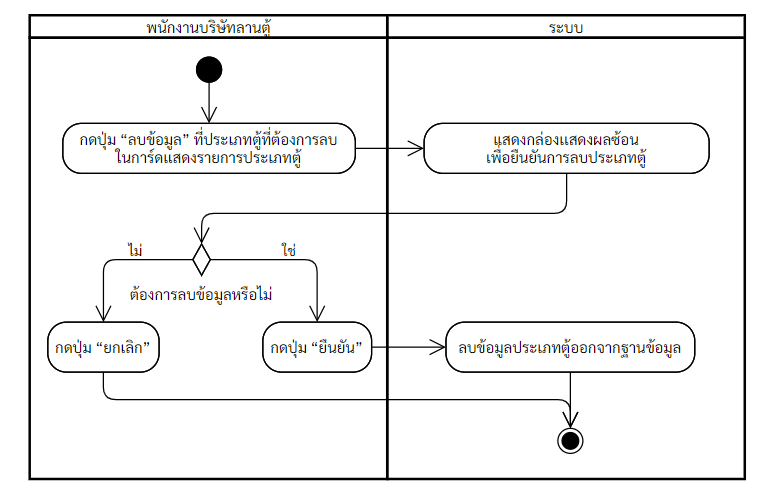 พนักงานบริษัทลานตู้
ระบบ
กดปุ่ม “ลบข้อมูล” ที่ประเภทตู้ที่ต้องการลบ
ในการ์ดแสดงรายการประเภทตู้
แสดงกล่องแสดงผลซ้อน
เพื่อยืนยันการลบประเภทตู้
ไม่
ใช่
ต้องการลบข้อมูลหรือไม่
กดปุ่ม “ยกเลิก”
กดปุ่ม “ยืนยัน”
ลบข้อมูลประเภทตู้ออกจากฐานข้อมูล